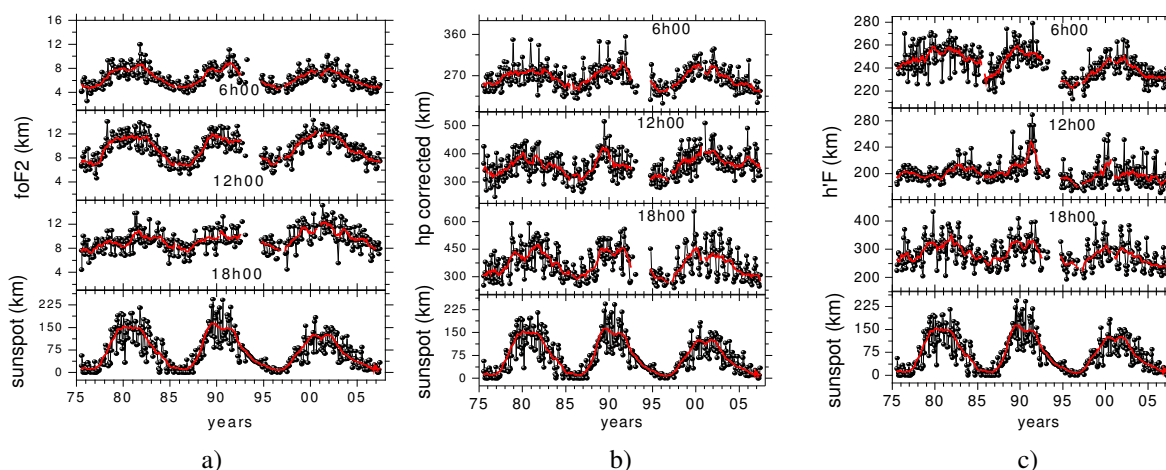 16
12
8
4
6h00
12
8
4
12h00
12
8
4
18h00
225
150
75
0
foF2 (km)
sunspot (km)
75 80 85 90 95 00 05
years
a)
360
270
6h00
500
400
300
12h00
600
450
300
18h00
225
150
75
0
hp corrected (km)
sunspot (km)
75 80 85 90 95 00 05
years
b)
280
260
240
220
6h00
280
240
200
12h00
400
300
200
18h00
225
150
75
0
h'F (km)
sunspot (km)
75 80 85 90 95 00 05
years
c)